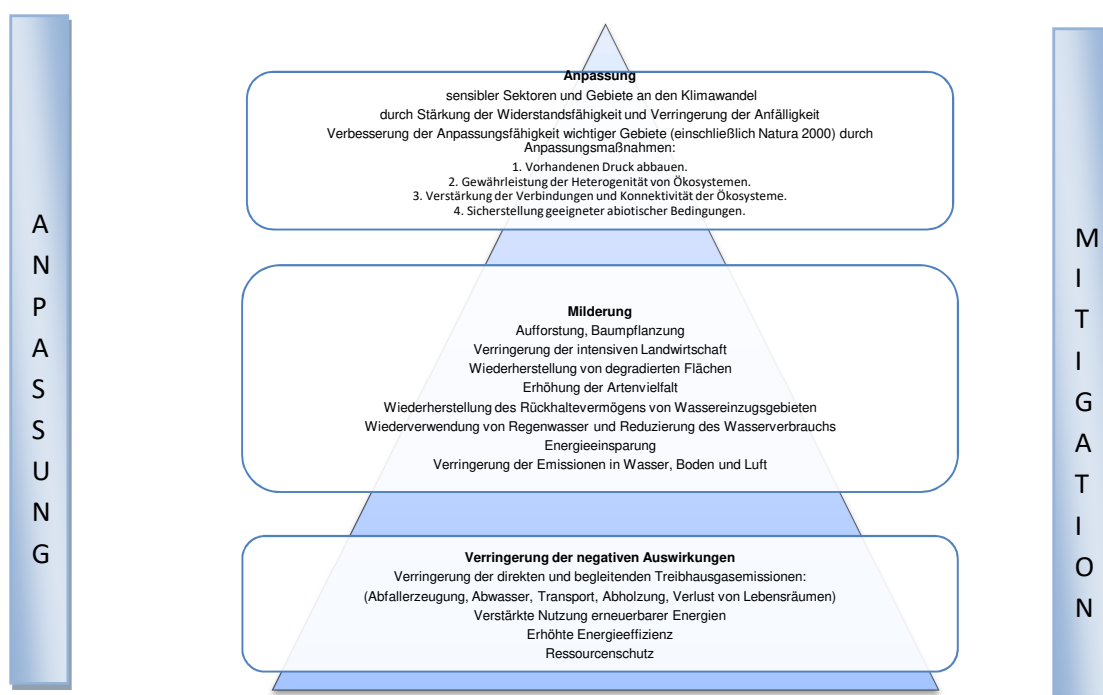 ANPASSUNG
Anpassung
sensibler Sektoren und Gebiete an den Klimawandel
durch Stärkung der Widerstandsfähigkeit und Verringerung der Anfälligkeit
Verbesserung der Anpassungsfähigkeit wichtiger Gebiete (einschließlich Natura 2000) durch
Anpassungsmaßnahmen:
1. Vorhandenen Druck abbauen.
2. Gewährleistung der Heterogenität von Ökosystemen.
3. Verstärkung der Verbindungen und Konnektivität der Ökosysteme.
4. Sicherstellung geeigneter abiotischer Bedingungen.
Milderung
Aufforstung, Baumpflanzung
Verringerung der intensiven Landwirtschaft
Wiederherstellung von degradierten Flächen
Erhöhung der Artenvielfalt
Wiederherstellung des Rückhaltevermögens von Wassereinzugsgebieten
Wiederverwendung von Regenwasser und Reduzierung des Wasserverbrauchs
Energieeinsparung
Verringerung der Emissionen in Wasser, Boden und Luft
Verringerung der negativen Auswirkungen
Verringerung der direkten und begleitenden Treibhausgasemissionen:
(Abfallerzeugung, Abwasser, Transport, Abholzung, Verlust von Lebensräumen)
Verstärkte Nutzung erneuerbarer Energien
Erhöhte Energieeffizienz
Ressourcenschutz
MITIGATION